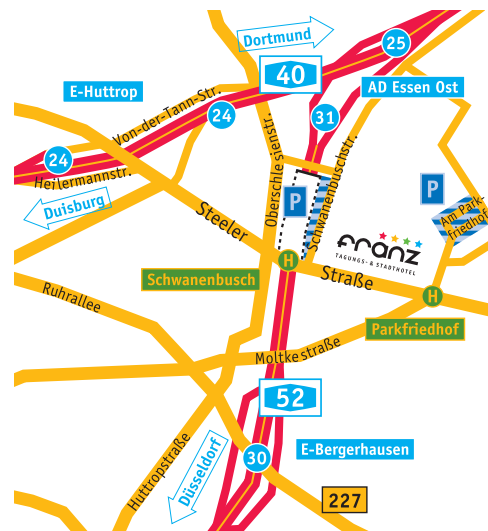 Dortmund
25
40
E-Huttrop
AD Essen Ost
Von-der-Tann-Str.
24
31
24
Heilermannstr.
Oberschlesienstr.
Schwanenbuschstr.
P
P
Duisburg
Steeler
Am Park-
friedhof
franz
TAGUNGS- & STADTHOTEL
H
Schwanenbusch
Straße
Ruhrallee
H
Parkfriedhof
Moltkestraße
52
Huttropstraße
Düsseldorf
30
E-Bergerhausen
227